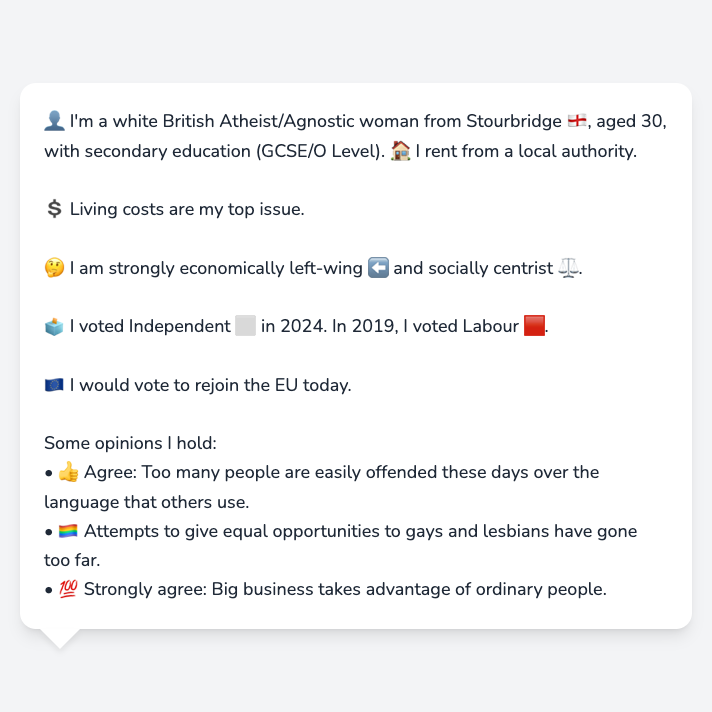 👤 I'm a white British Atheist/Agnostic woman from Stourbridge 🏴󠁧󠁢󠁥󠁮󠁧󠁿, aged 30,
with secondary education (GCSE/O Level). 🏠 I rent from a local authority.
💲 Living costs are my top issue.
🤔 I am strongly economically left-wing ⬅️ and socially centrist ⚖️.
🗳️ I voted Independent ⬜ in 2024. In 2019, I voted Labour 🟥.
🇪🇺 I would vote to rejoin the EU today.
Some opinions I hold:
• 👍 Agree: Too many people are easily offended these days over the
language that others use.
• 🏳️‍🌈 Attempts to give equal opportunities to gays and lesbians have gone
too far.
• 💯 Strongly agree: Big business takes advantage of ordinary people.